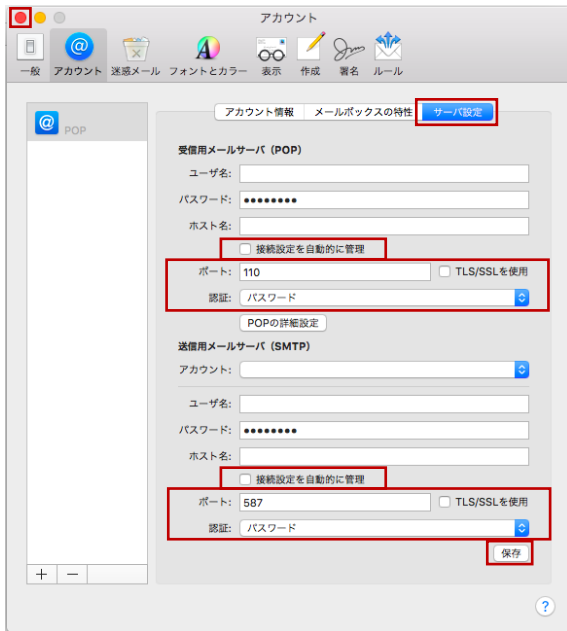 アカウント
一般 アカウント 迷惑メール フォントとカラー 表示 作成 署名 ルール
POP
アカウント情報 メールボックスの特性 サーバ設定
受信用メールサーバ（POP）
ユーザ名:
パスワード: ●●●●●●●●
ホスト名:
接続設定を自動的に管理
ポート: 110 TLS/SSLを使用
認証: パスワード
POPの詳細設定
送信用メールサーバ（SMTP）
アカウント:
ユーザ名:
パスワード: ●●●●●●●●
ホスト名:
接続設定を自動的に管理
ポート: 587 TLS/SSLを使用
認証: パスワード
保存
+ −
?